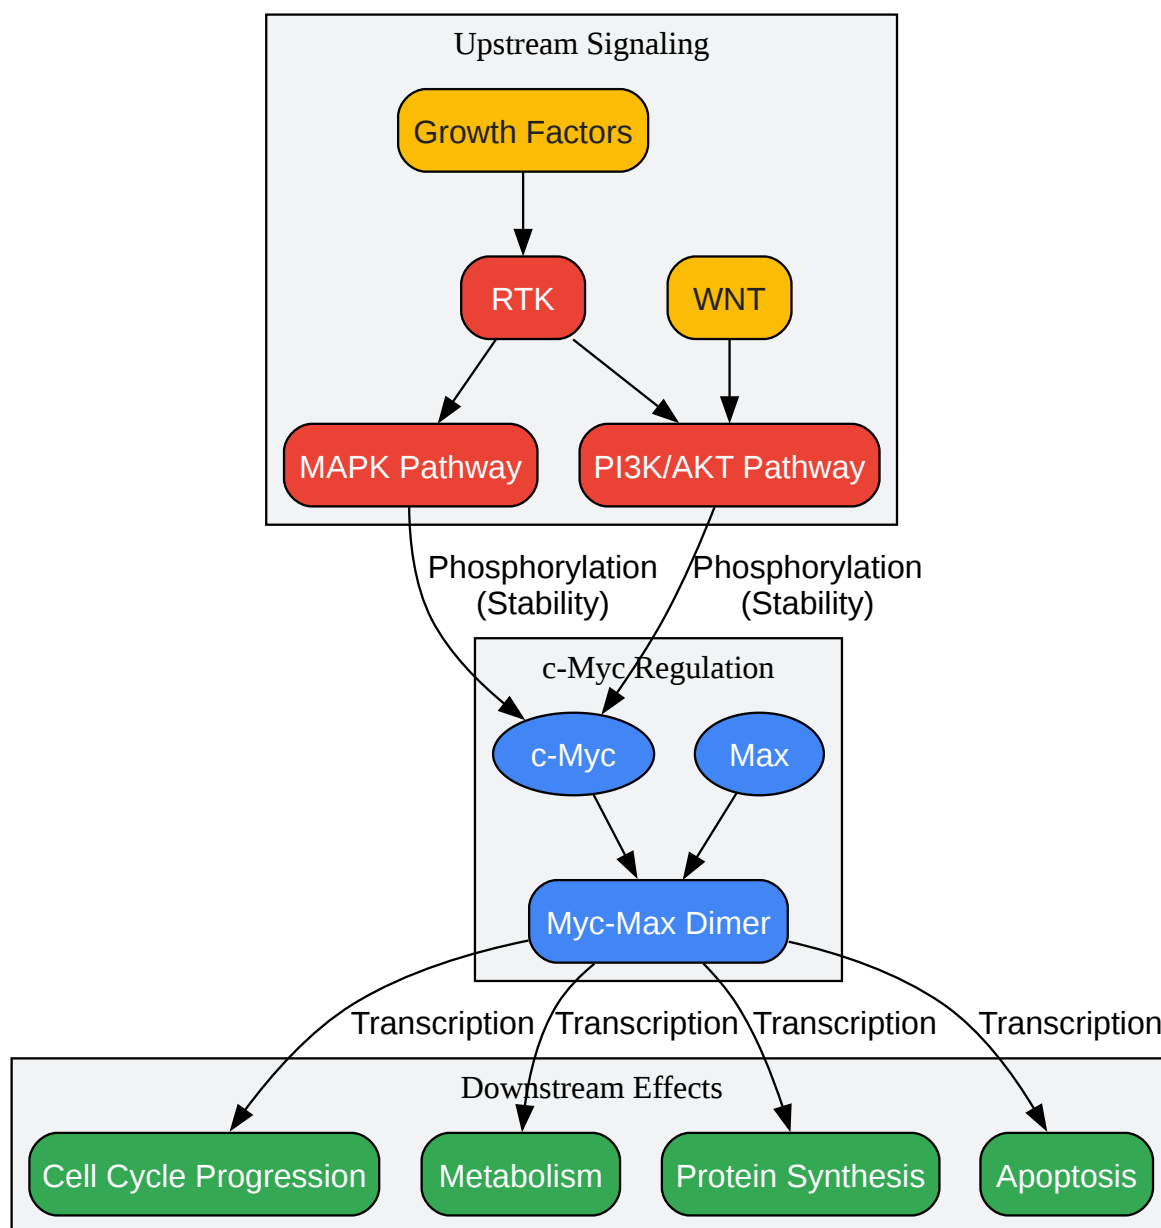 Upstream Signaling
Growth Factors
RTK
WNT
MAPK Pathway
PI3K/AKT Pathway
Phosphorylation
(Stability)
Phosphorylation
(Stability)
c-Myc Regulation
c-Myc
Max
Myc-Max Dimer
Transcription
Transcription
Transcription
Transcription
Downstream Effects
Cell Cycle Progression
Metabolism
Protein Synthesis
Apoptosis